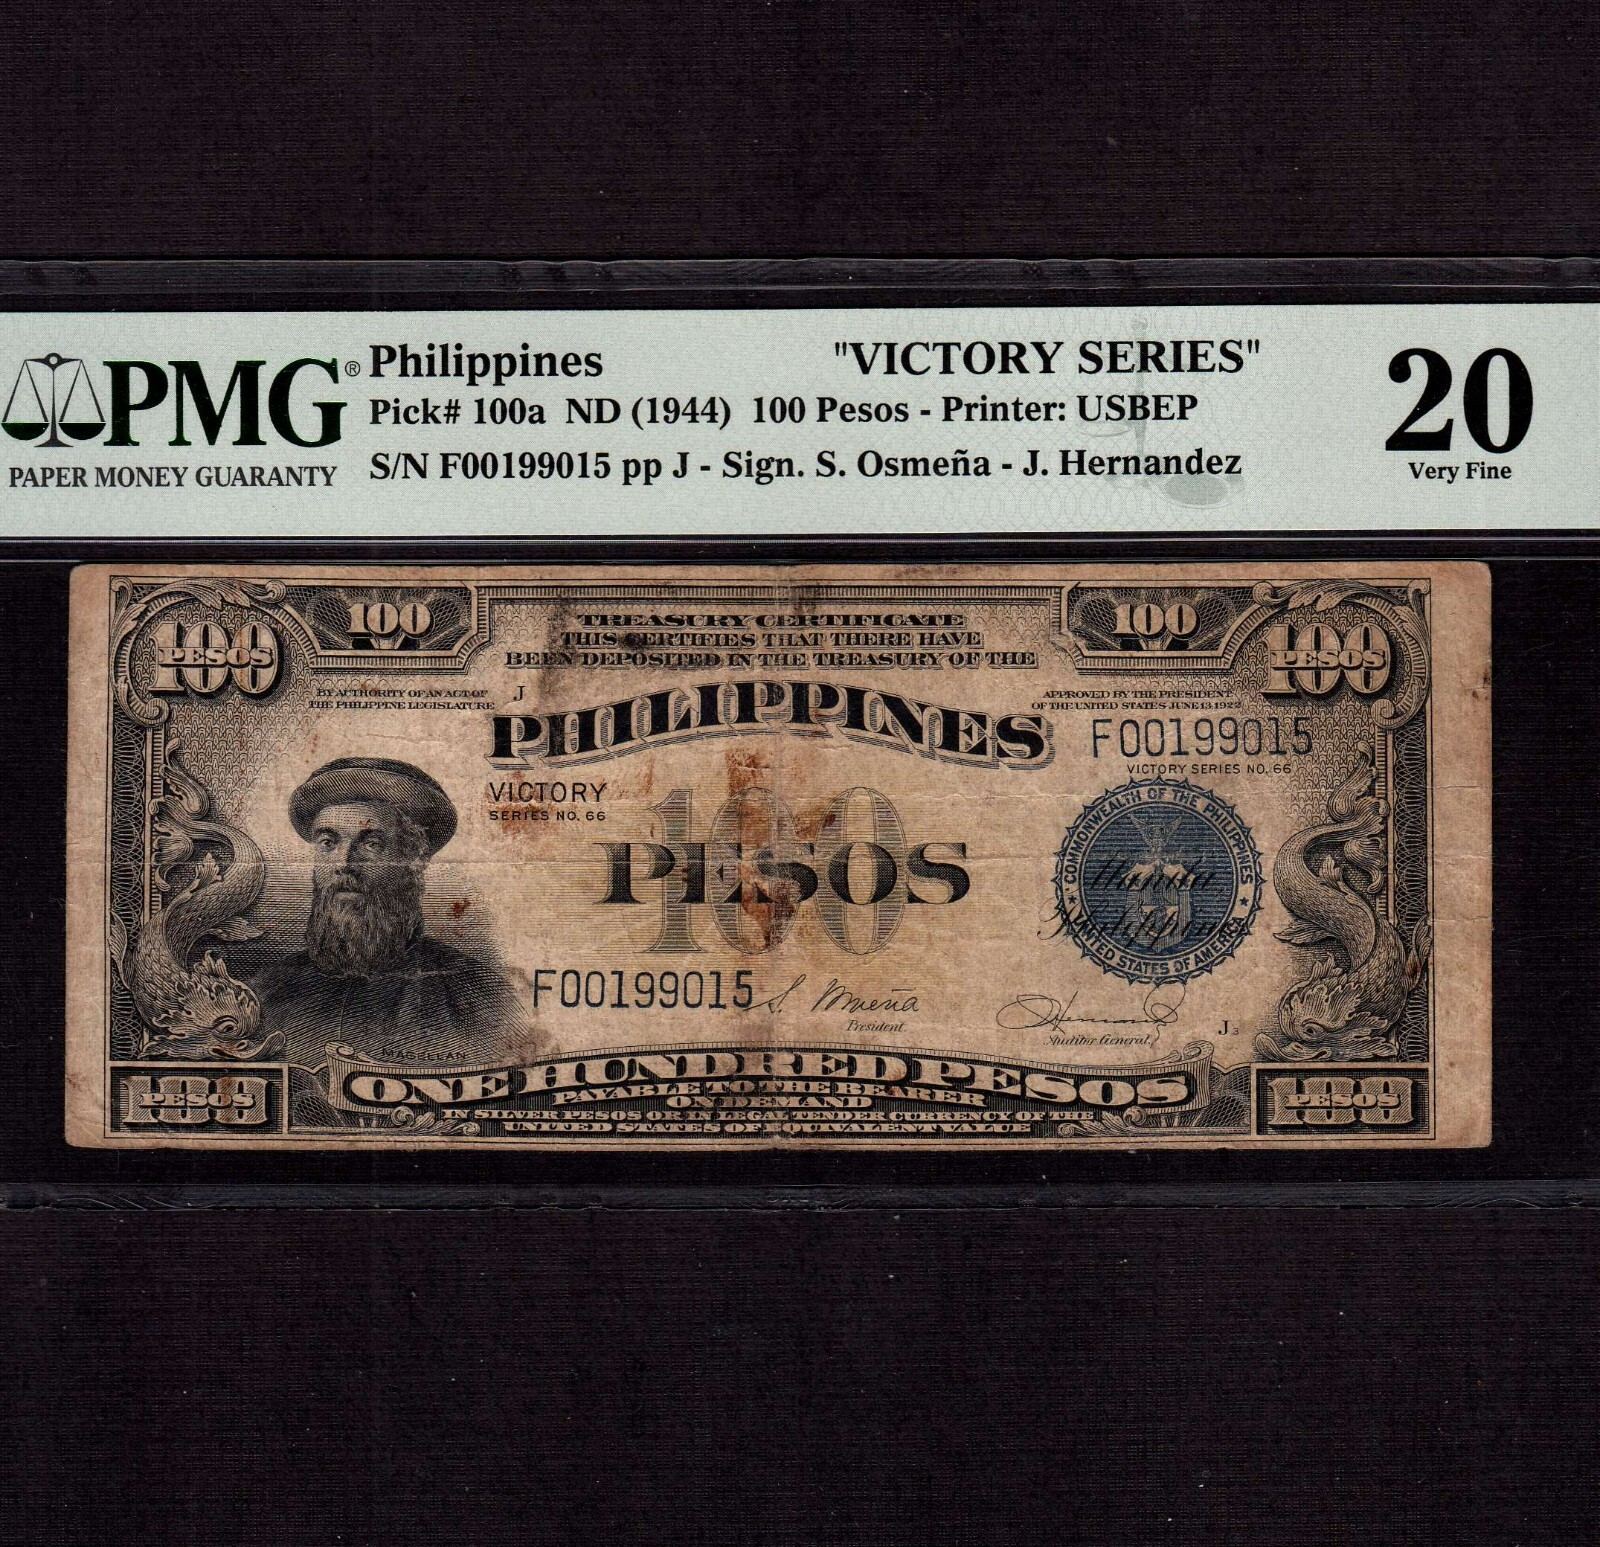 PMG®
PAPER MONEY GUARANTY
Philippines "VICTORY SERIES"
Pick# 100a ND (1944) 100 Pesos - Printer: USBEP
S/N F00199015 pp J - Sign. S. Osmeña - J. Hernandez
20
Very Fine
100 PESOS
100
100
100 PESOS
TREASURY CERTIFICATE
THIS CERTIFIES THAT THERE HAVE
BEEN DEPOSITED IN THE TREASURY OF THE
BY AUTHORITY OF AN ACT OF
THE PHILIPPINE LEGISLATURE
J
APPROVED BY THE PRESIDENT
OF THE UNITED STATES JUNE 13 1922
PHILIPPINES
F00199015
VICTORY SERIES NO. 66
VICTORY
SERIES NO. 66
100
PESOS
COMMONWEALTH OF THE PHILIPPINES
UNITED STATES OF AMERICA
Manila,
Philippines
F00199015
S. Osmeña
President.
J Hernandez
Auditor General.
J3
MAGELLAN
ONE HUNDRED PESOS
PAYABLE TO THE BEARER
ON DEMAND
IN SILVER PESOS OR IN LEGAL TENDER CURRENCY OF THE
UNITED STATES OF EQUIVALENT VALUE
100 PESOS
100 PESOS